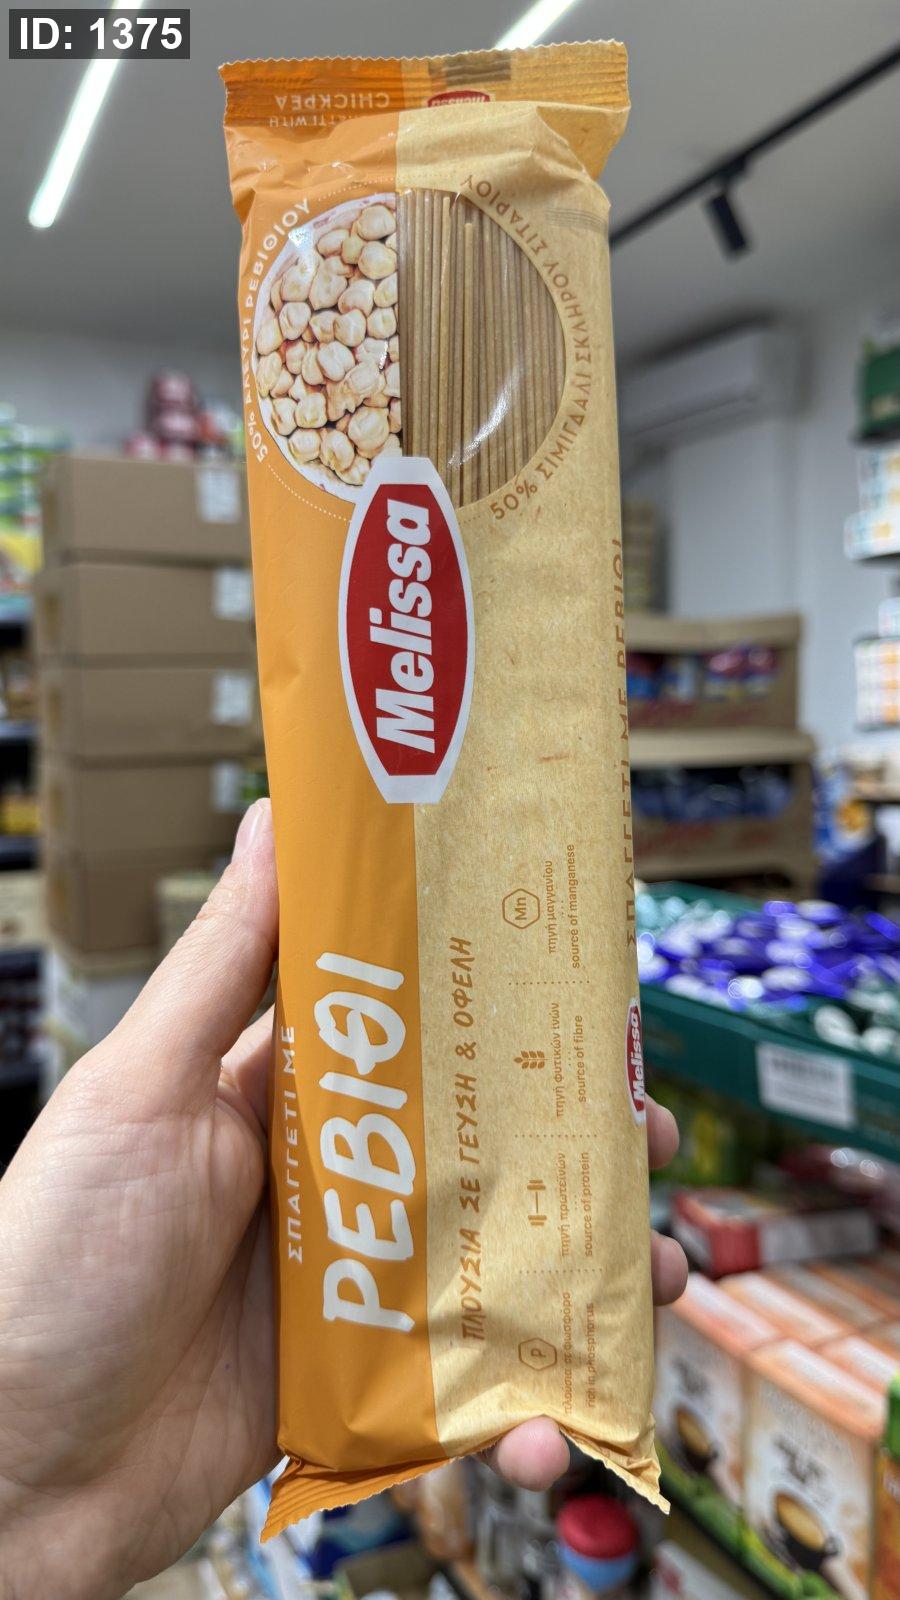 ID: 1375
CHICKPEA
WITH
Melissa
50% ΑΛΕΥΡΙ ΡΕΒΙΘΙΟΥ
50% ΣΙΜΙΓΔΑΛΙ ΣΚΛΗΡΟΥ ΣΙΤΑΡΙΟΥ
Melissa
ΣΠΑΓΓΕΤΙ ΜΕ
ΡΕΒΙΘΙ
ΠΛΟΥΣΙΑ ΣΕ ΓΕΥΣΗ & ΟΦΕΛΗ
P
πλούσια σε φωσφόρο
rich in phosphorus
πηγή πρωτεϊνών
source of protein
πηγή φυτικών ινών
source of fibre
Mn
πηγή μαγγανίου
source of manganese
Melissa
ΣΠΑΓΓΕΤΙ ΜΕ ΡΕΒΙΘΙ